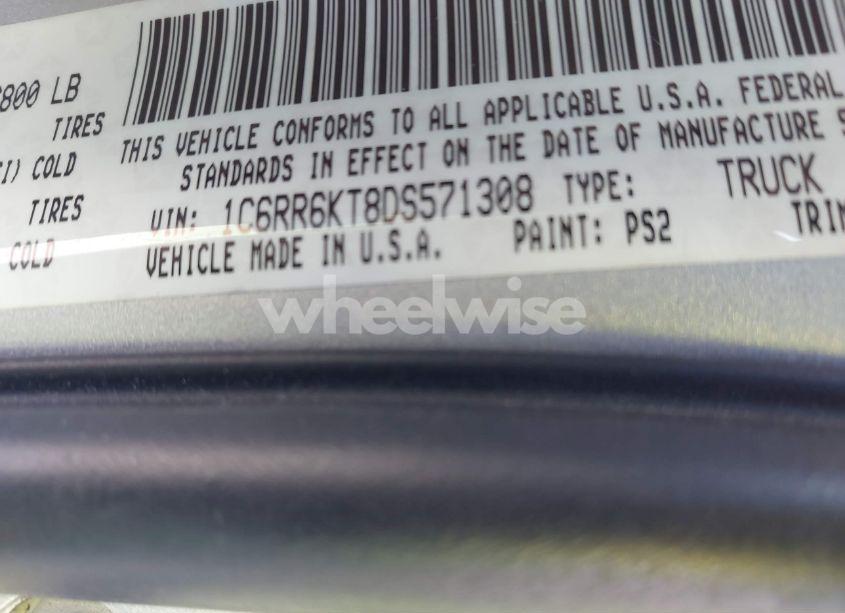 800 LB
TIRES
COLD
TIRES
COLD
THIS VEHICLE CONFORMS TO ALL APPLICABLE U.S.A. FEDERAL
STANDARDS IN EFFECT ON THE DATE OF MANUFACTURE S
VIN: 1C6RR6KT8DS571308 TYPE: TRUCK
VEHICLE MADE IN U.S.A. PAINT: PS2 TRIM
wheelwise